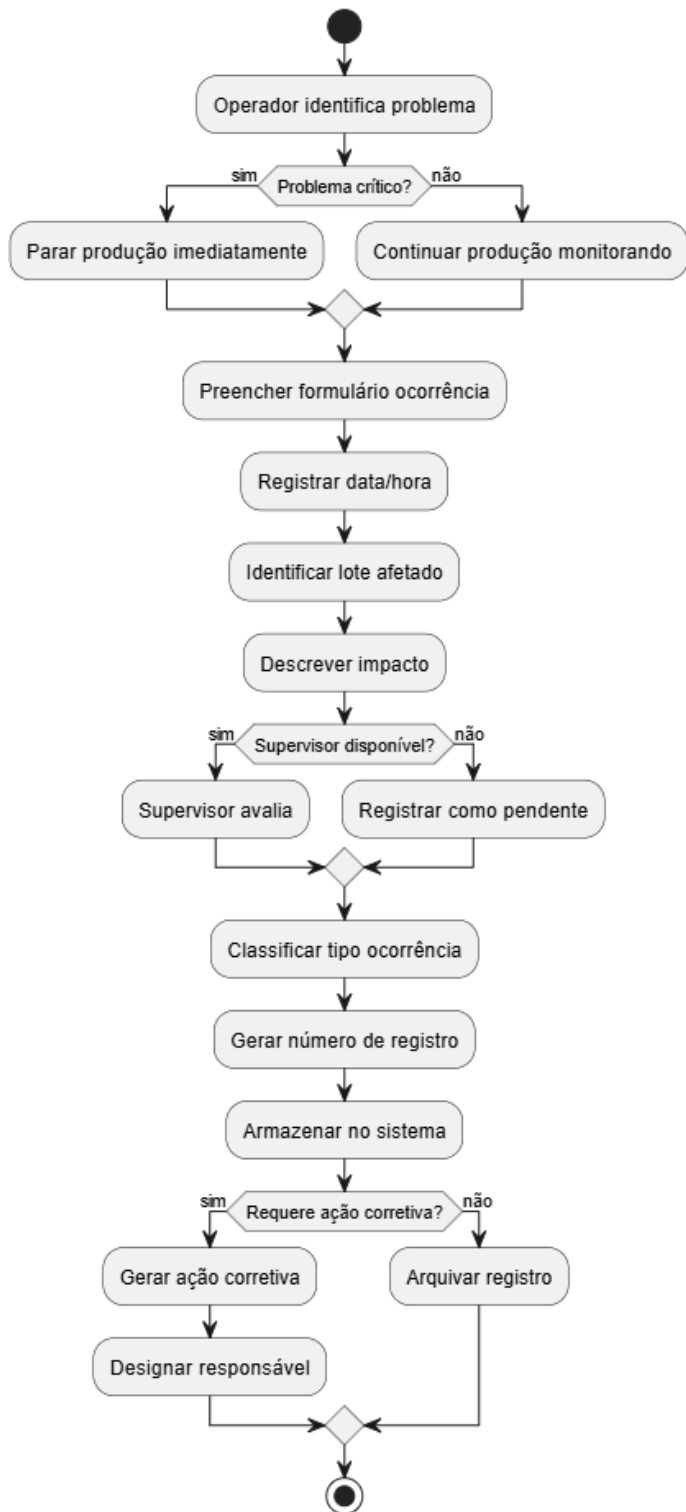 Operador identifica problema
sim
Problema crítico?
não
Parar produção imediatamente
Continuar produção monitorando
Preencher formulário ocorrência
Registrar data/hora
Identificar lote afetado
Descrever impacto
sim
Supervisor disponível?
não
Supervisor avalia
Registrar como pendente
Classificar tipo ocorrência
Gerar número de registro
Armazenar no sistema
sim
Requere ação corretiva?
não
Gerar ação corretiva
Arquivar registro
Designar responsável